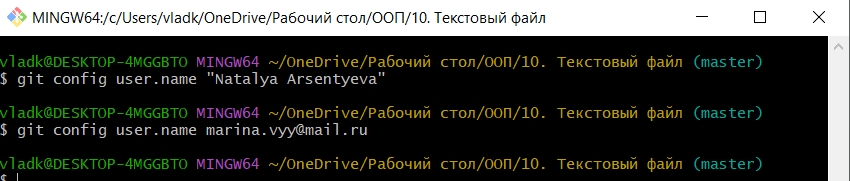 MINGW64:/c/Users/vladk/OneDrive/Рабочий стол/ООП/10. Текстовый файл
vladk@DESKTOP-4MGGBTO MINGW64 ~/OneDrive/Рабочий стол/ООП/10. Текстовый файл (master)
$ git config user.name "Natalya Arsentyeva"
vladk@DESKTOP-4MGGBTO MINGW64 ~/OneDrive/Рабочий стол/ООП/10. Текстовый файл (master)
$ git config user.name marina.vyy@mail.ru
vladk@DESKTOP-4MGGBTO MINGW64 ~/OneDrive/Рабочий стол/ООП/10. Текстовый файл (master)
$